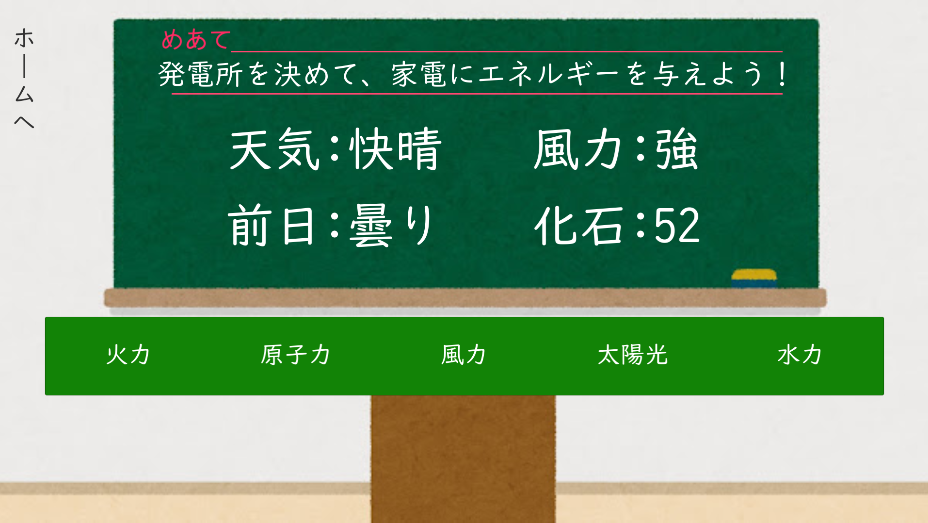 ホームへ
めあて
発電所を決めて、家電にエネルギーを与えよう！
天気：快晴 風力：強
前日：曇り 化石：52
火力 原子力 風力 太陽光 水力